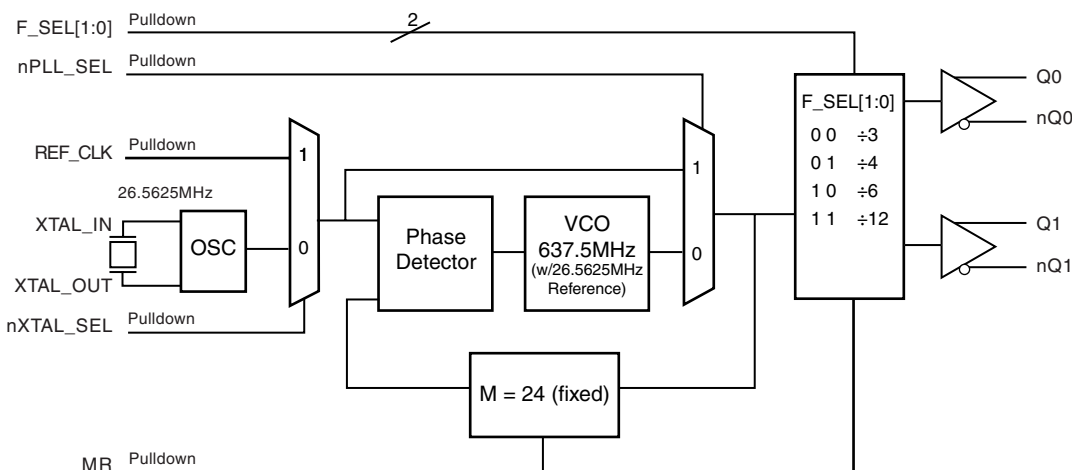 F_SEL[1:0] Pulldown 2
nPLL_SEL Pulldown
REF_CLK Pulldown
26.5625MHz
XTAL_IN
OSC
XTAL_OUT
nXTAL_SEL Pulldown
1
0
Phase
Detector
VCO
637.5MHz
(w/26.5625MHz
Reference)
1
0
M = 24 (fixed)
F_SEL[1:0]
0 0 ÷3
0 1 ÷4
1 0 ÷6
1 1 ÷12
Q0
nQ0
Q1
nQ1
MR Pulldown